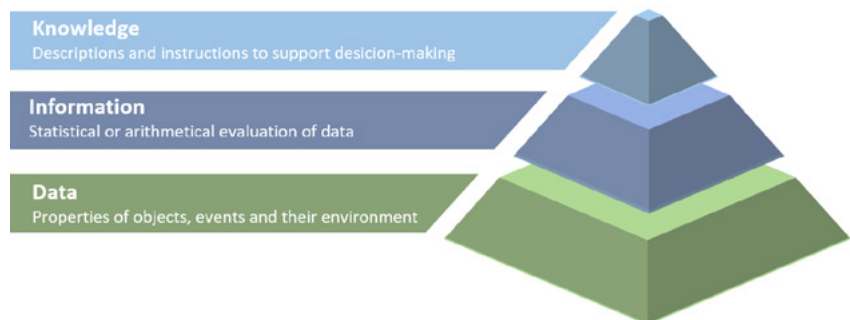 Knowledge
Descriptions and instructions to support desicion-making
Information
Statistical or arithmetical evaluation of data
Data
Properties of objects, events and their environment